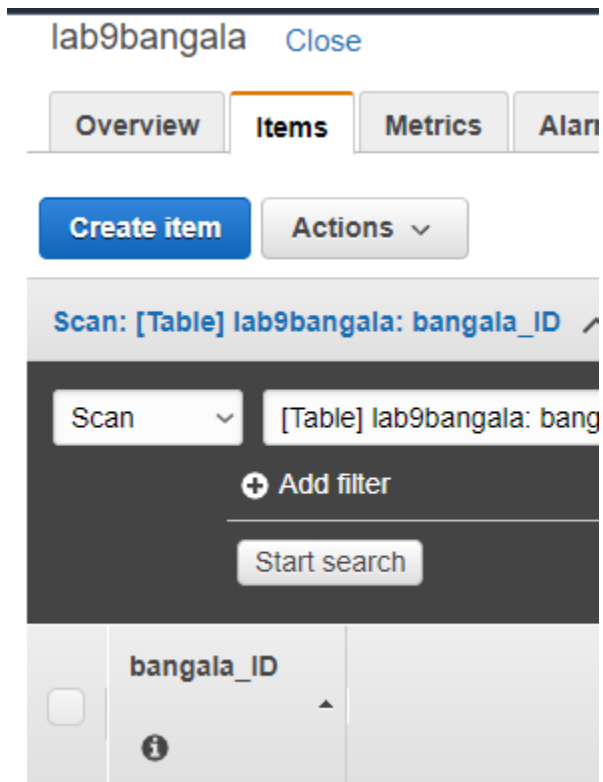 lab9bangala Close
Overview Items Metrics
Create item Actions
Scan: [Table] lab9bangala: bangala_ID
Scan [Table] lab9bangala:
Add filter
Start search
bangala_ID